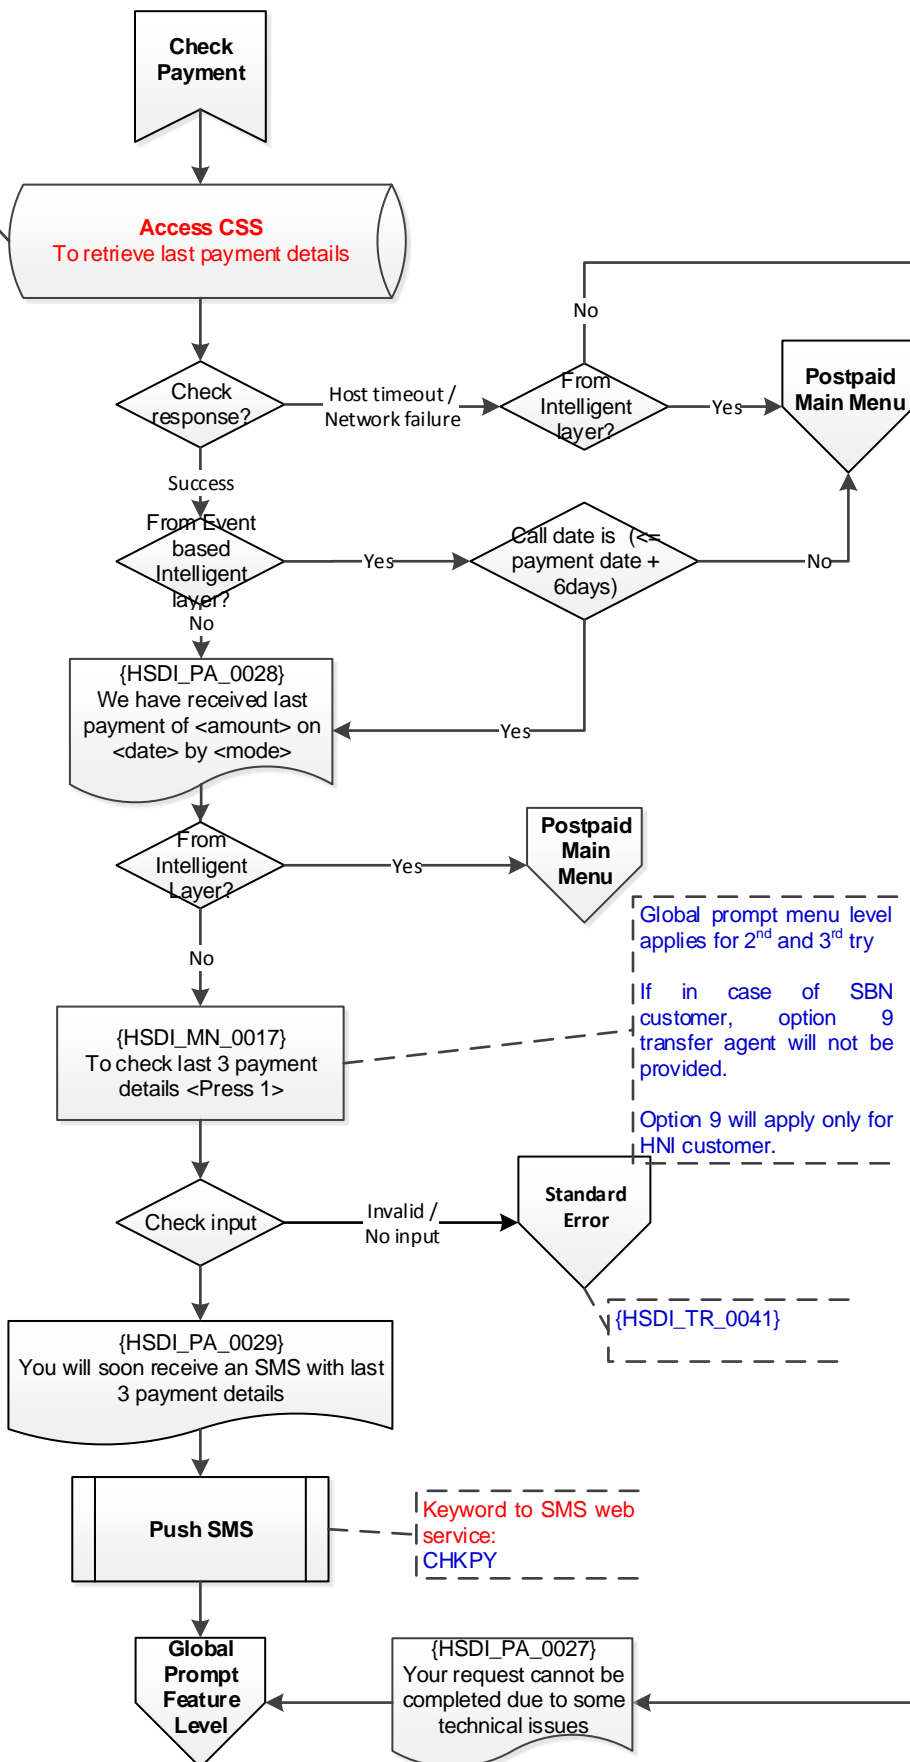 Check
Payment
Access CSS
To retrieve last payment details
No
Check
response?
Host timeout /
Network failure
From
Intelligent
layer?
Yes
Postpaid
Main Menu
Success
From Event
based
Intelligent
layer?
Yes
Call date is (<=
payment date +
6days)
No
No
{HSDI_PA_0028}
We have received last
payment of <amount> on
<date> by <mode>
Yes
From
Intelligent
Layer?
Yes
Postpaid
Main
Menu
No
Global prompt menu level
applies for 2nd and 3rd try
If in case of SBN
customer, option 9
transfer agent will not be
provided.
Option 9 will apply only for
HNI customer.
{HSDI_MN_0017}
To check last 3 payment
details <Press 1>
Check input
Invalid /
No input
Standard
Error
{HSDI_TR_0041}
{HSDI_PA_0029}
You will soon receive an SMS with last
3 payment details
Push SMS
Keyword to SMS web
service:
CHKPY
Global
Prompt
Feature
Level
{HSDI_PA_0027}
Your request cannot be
completed due to some
technical issues